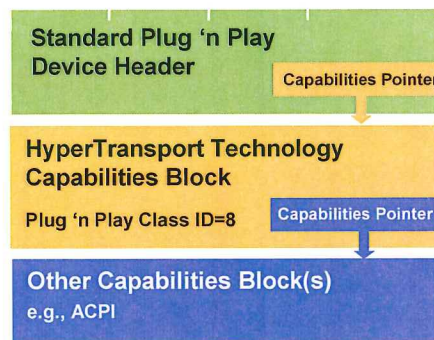 Standard Plug 'n Play
Device Header
Capabilities Pointer
HyperTransport Technology
Capabilities Block
Plug 'n Play Class ID=8
Capabilities Pointer
Other Capabilities Block(s)
e.g., ACPI